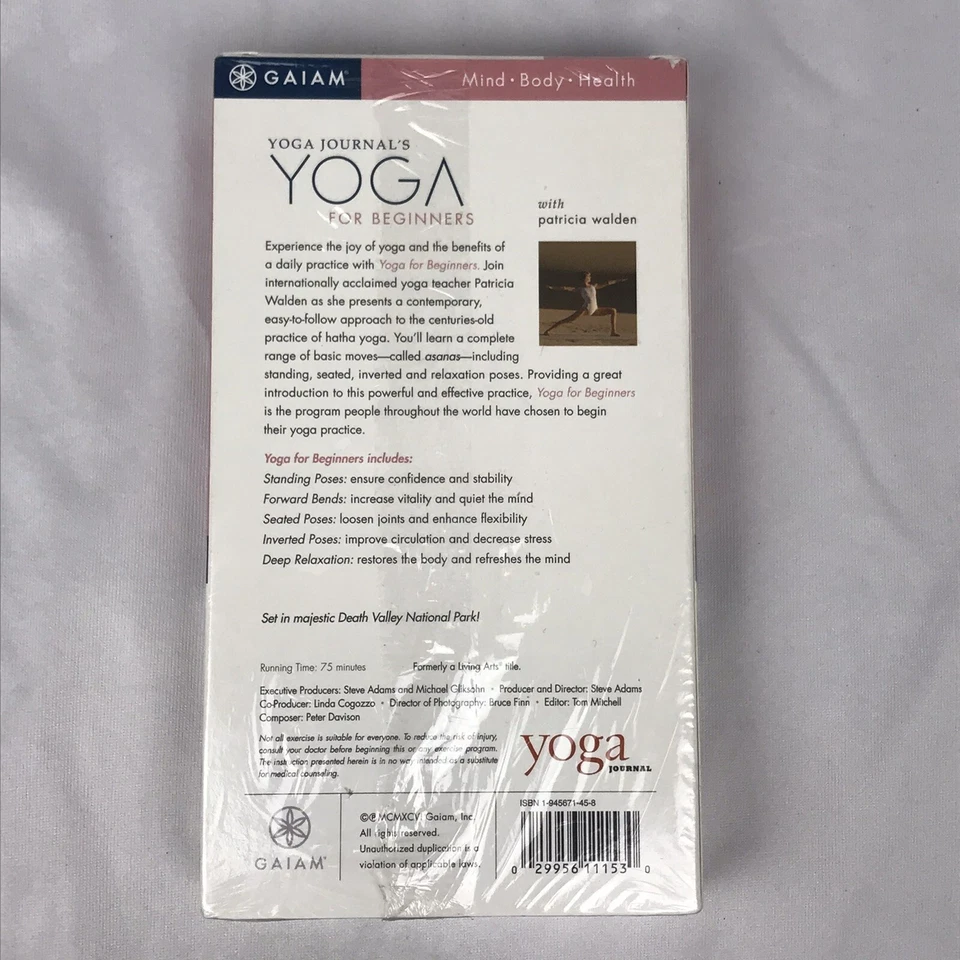 GAIAM®
Mind • Body • Health
YOGA JOURNAL'S
YOGA
FOR BEGINNERS
with
patricia walden
Experience the joy of yoga and the benefits of
a daily practice with Yoga for Beginners. Join
internationally acclaimed yoga teacher Patricia
Walden as she presents a contemporary,
easy-to-follow approach to the centuries-old
practice of hatha yoga. You'll learn a complete
range of basic moves—called asanas—including
standing, seated, inverted and relaxation poses. Providing a great
introduction to this powerful and effective practice, Yoga for Beginners
is the program people throughout the world have chosen to begin
their yoga practice.
Yoga for Beginners includes:
Standing Poses: ensure confidence and stability
Forward Bends: increase vitality and quiet the mind
Seated Poses: loosen joints and enhance flexibility
Inverted Poses: improve circulation and decrease stress
Deep Relaxation: restores the body and refreshes the mind
Set in majestic Death Valley National Park!
Running Time: 75 minutes
Formerly a Living Arts® title.
Executive Producers: Steve Adams and Michael Gliksohn • Producer and Director: Steve Adams
Co-Producer: Linda Cogozzo • Director of Photography: Bruce Finn • Editor: Tom Mitchell
Composer: Peter Davison
Not all exercise is suitable for everyone. To reduce the risk of injury,
consult your doctor before beginning this or any exercise program.
The instruction presented herein is in no way intended as a substitute
for medical counseling.
yoga
JOURNAL
GAIAM®
©℗ MCMXCVI Gaiam, Inc.
All rights reserved.
Unauthorized duplication is a
violation of applicable laws.
ISBN 1-945671-45-8
0 29956 11153 0